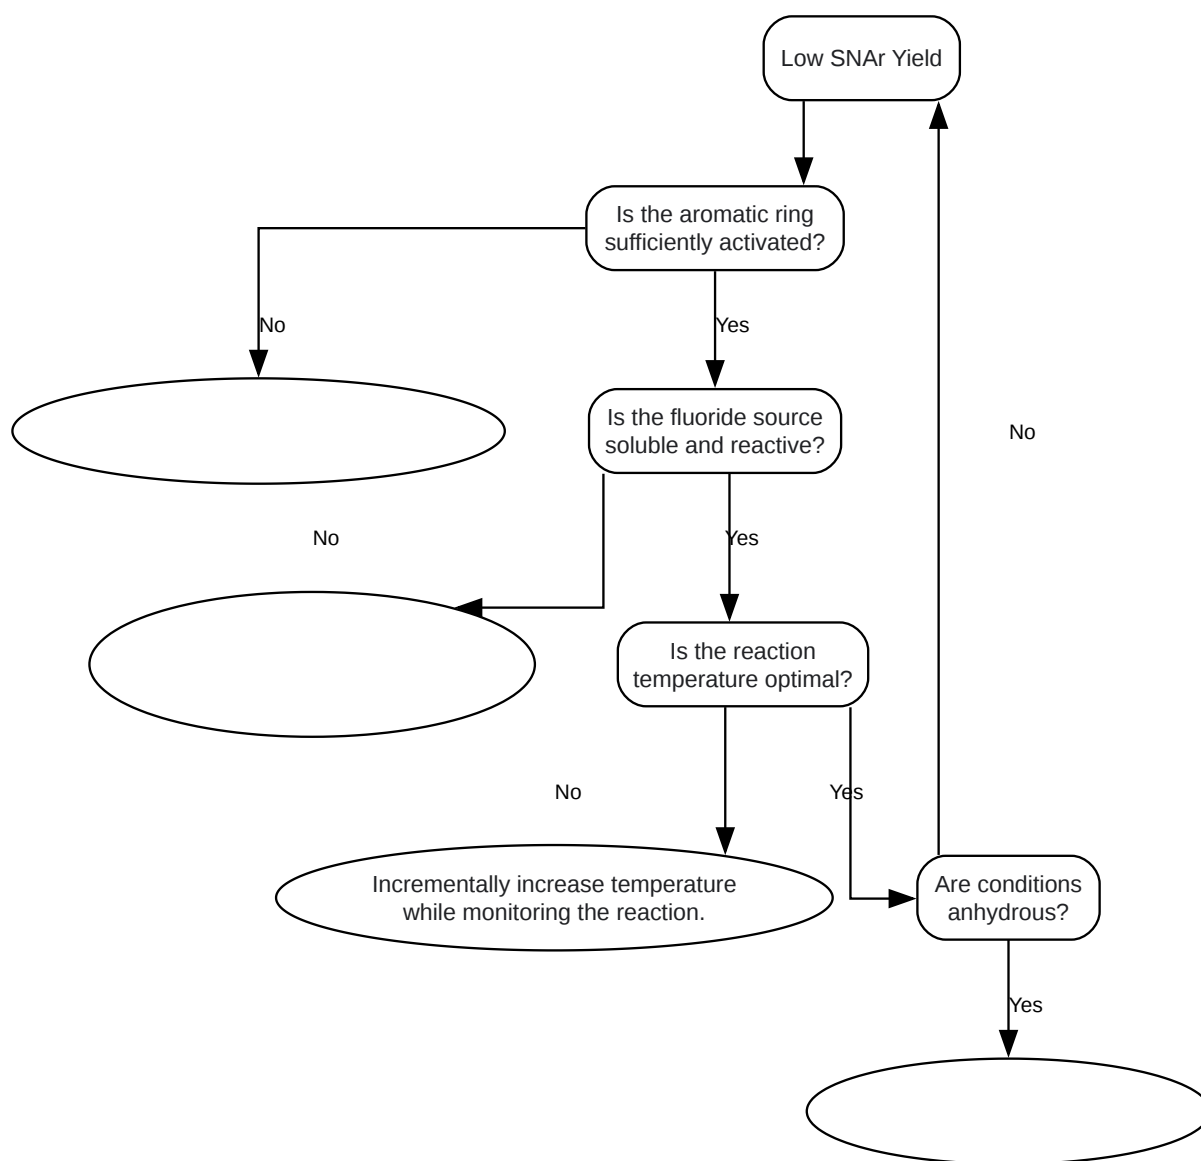 Low SNAr Yield
Is the aromatic ring
sufficiently activated?
No
Yes
Is the fluoride source
soluble and reactive?
No
No
Yes
Is the reaction
temperature optimal?
No
Yes
Incrementally increase temperature
while monitoring the reaction.
Are conditions
anhydrous?
Yes